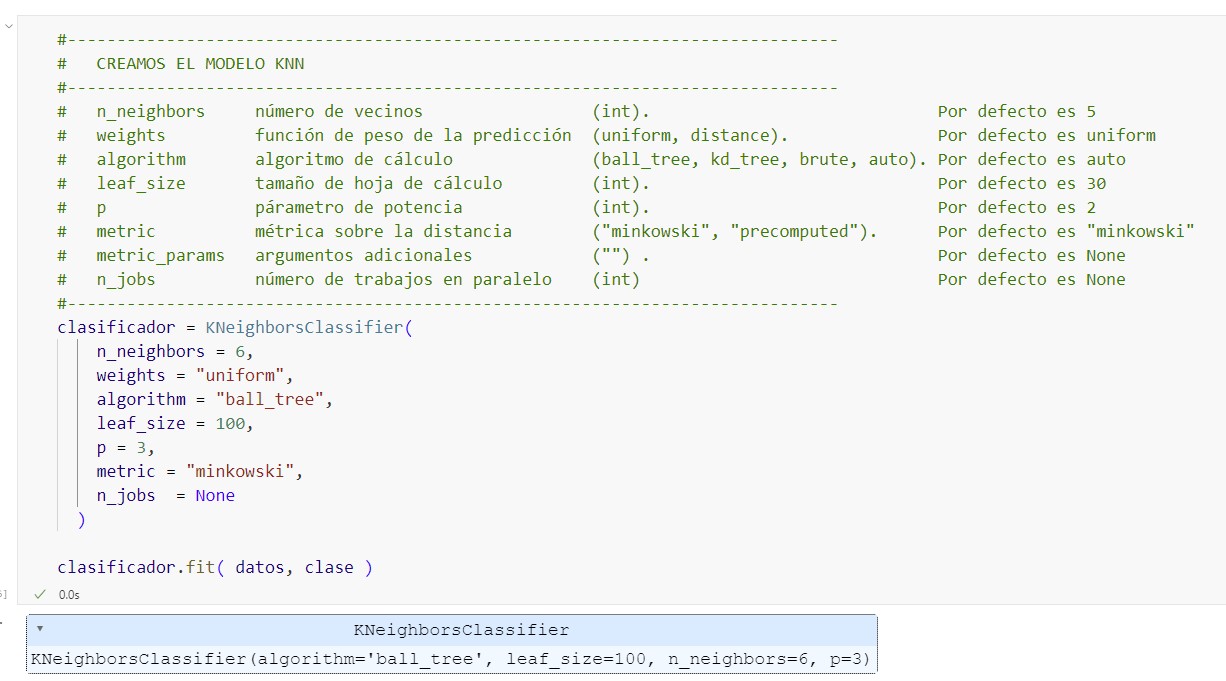 #------------------------------------------------------------------------------
#   CREAMOS EL MODELO KNN
#------------------------------------------------------------------------------
#   n_neighbors     número de vecinos                 (int).                             Por defecto es 5
#   weights         función de peso de la predicción  (uniform, distance).               Por defecto es uniform
#   algorithm       algoritmo de cálculo              (ball_tree, kd_tree, brute, auto). Por defecto es auto
#   leaf_size       tamaño de hoja de cálculo         (int).                             Por defecto es 30
#   p               párametro de potencia             (int).                             Por defecto es 2
#   metric          métrica sobre la distancia        ("minkowski", "precomputed").      Por defecto es "minkowski"
#   metric_params   argumentos adicionales            ("") .                             Por defecto es None
#   n_jobs          número de trabajos en paralelo    (int)                              Por defecto es None
#------------------------------------------------------------------------------
clasificador = KNeighborsClassifier(
    n_neighbors = 6,
    weights = "uniform",
    algorithm = "ball_tree",
    leaf_size = 100,
    p = 3,
    metric = "minkowski",
    n_jobs  = None
  )
clasificador.fit( datos, clase )
✓ 0.0s
▾ KNeighborsClassifier
KNeighborsClassifier(algorithm='ball_tree', leaf_size=100, n_neighbors=6, p=3)